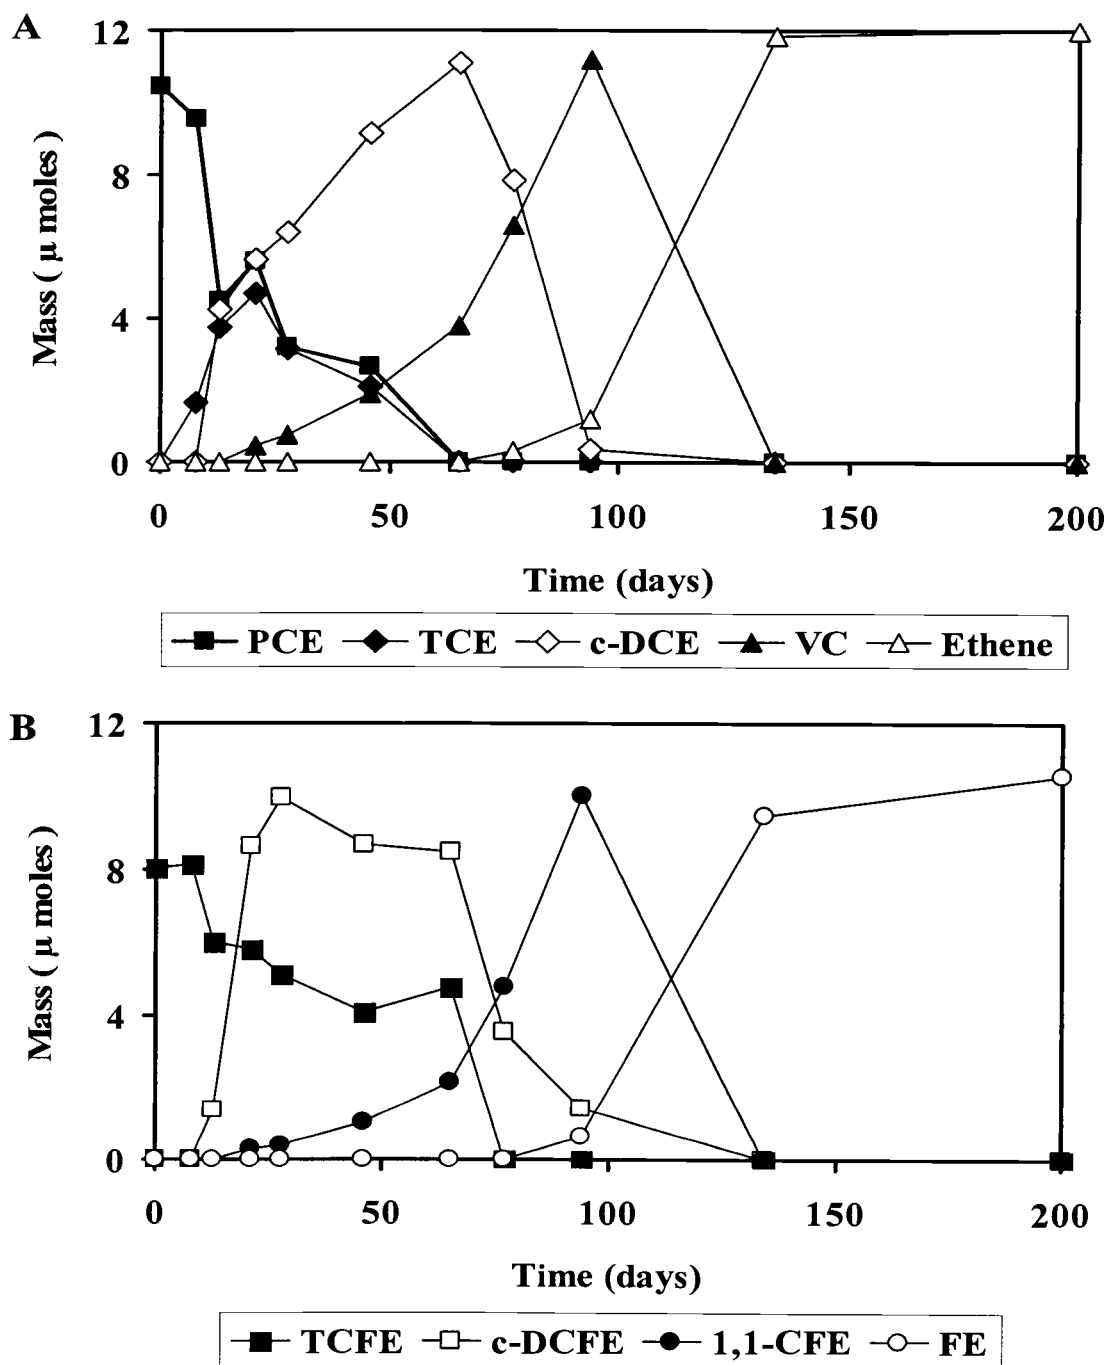 A
12
8
4
0
Mass ( μ moles )
0 50 100 150 200
Time (days)
PCE TCE c-DCE VC Ethene
B
12
8
4
0
Mass ( μ moles )
0 50 100 150 200
Time (days)
TCFE c-DCFE 1,1-CFE FE